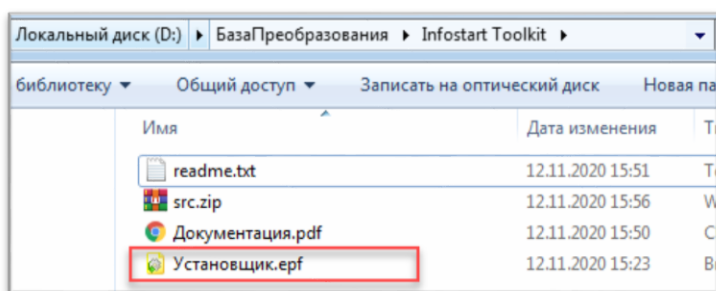 Локальный диск (D:) БазаПреобразования Infostart Toolkit
библиотеку Общий доступ Записать на оптический диск Новая па
Имя Дата изменения Т
readme.txt 12.11.2020 15:51 Т
src.zip 12.11.2020 15:56 W
Документация.pdf 12.11.2020 15:50 C
Установщик.epf 12.11.2020 15:23 В